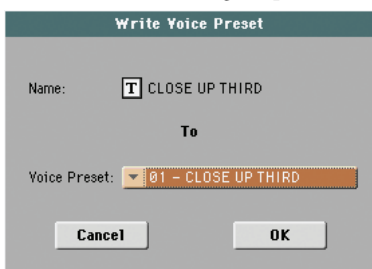 Write Voice Preset
Name: T CLOSE UP THIRD
To
Voice Preset: 01 – CLOSE UP THIRD
Cancel OK